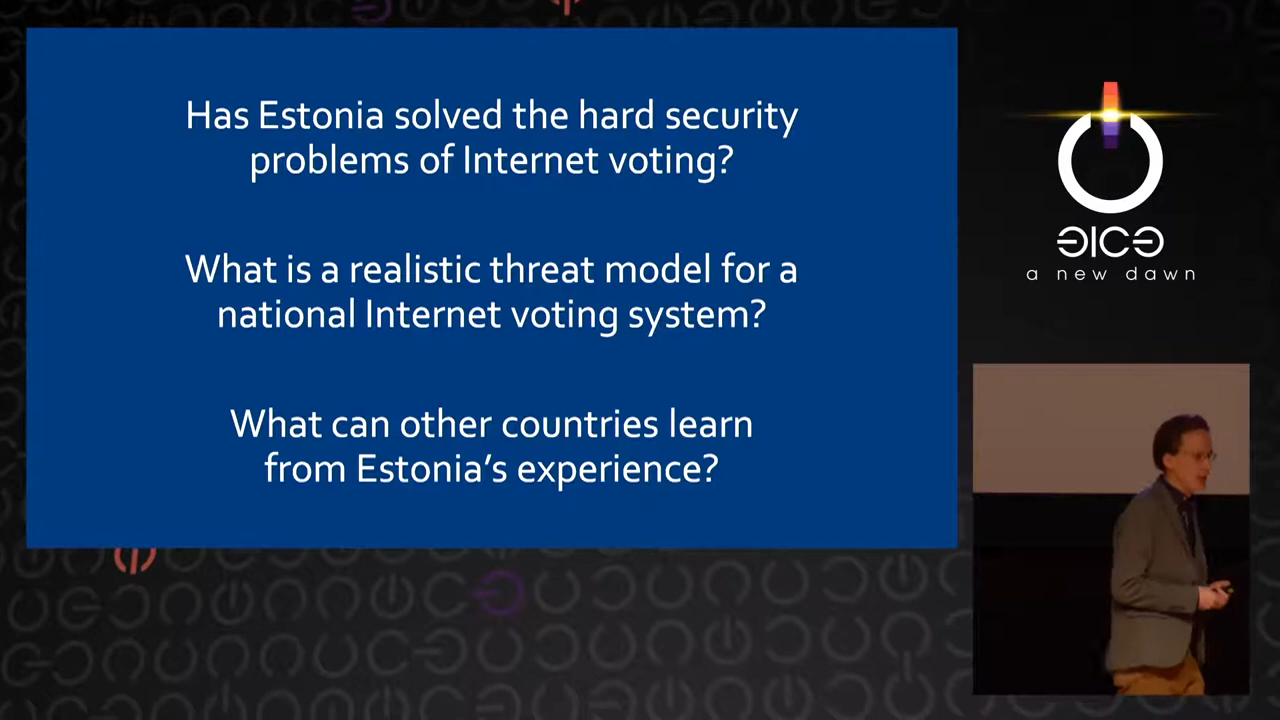 Has Estonia solved the hard security
problems of Internet voting?
What is a realistic threat model for a
national Internet voting system?
What can other countries learn
from Estonia's experience?
a new dawn